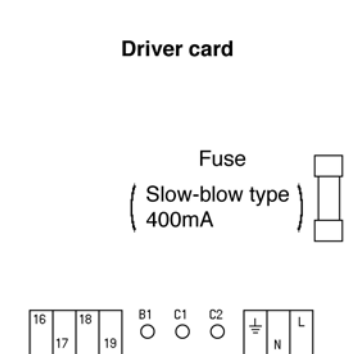 Driver card
Fuse
( Slow-blow type )
400mA
B1 C1 C2
16 18 L
17 19 N